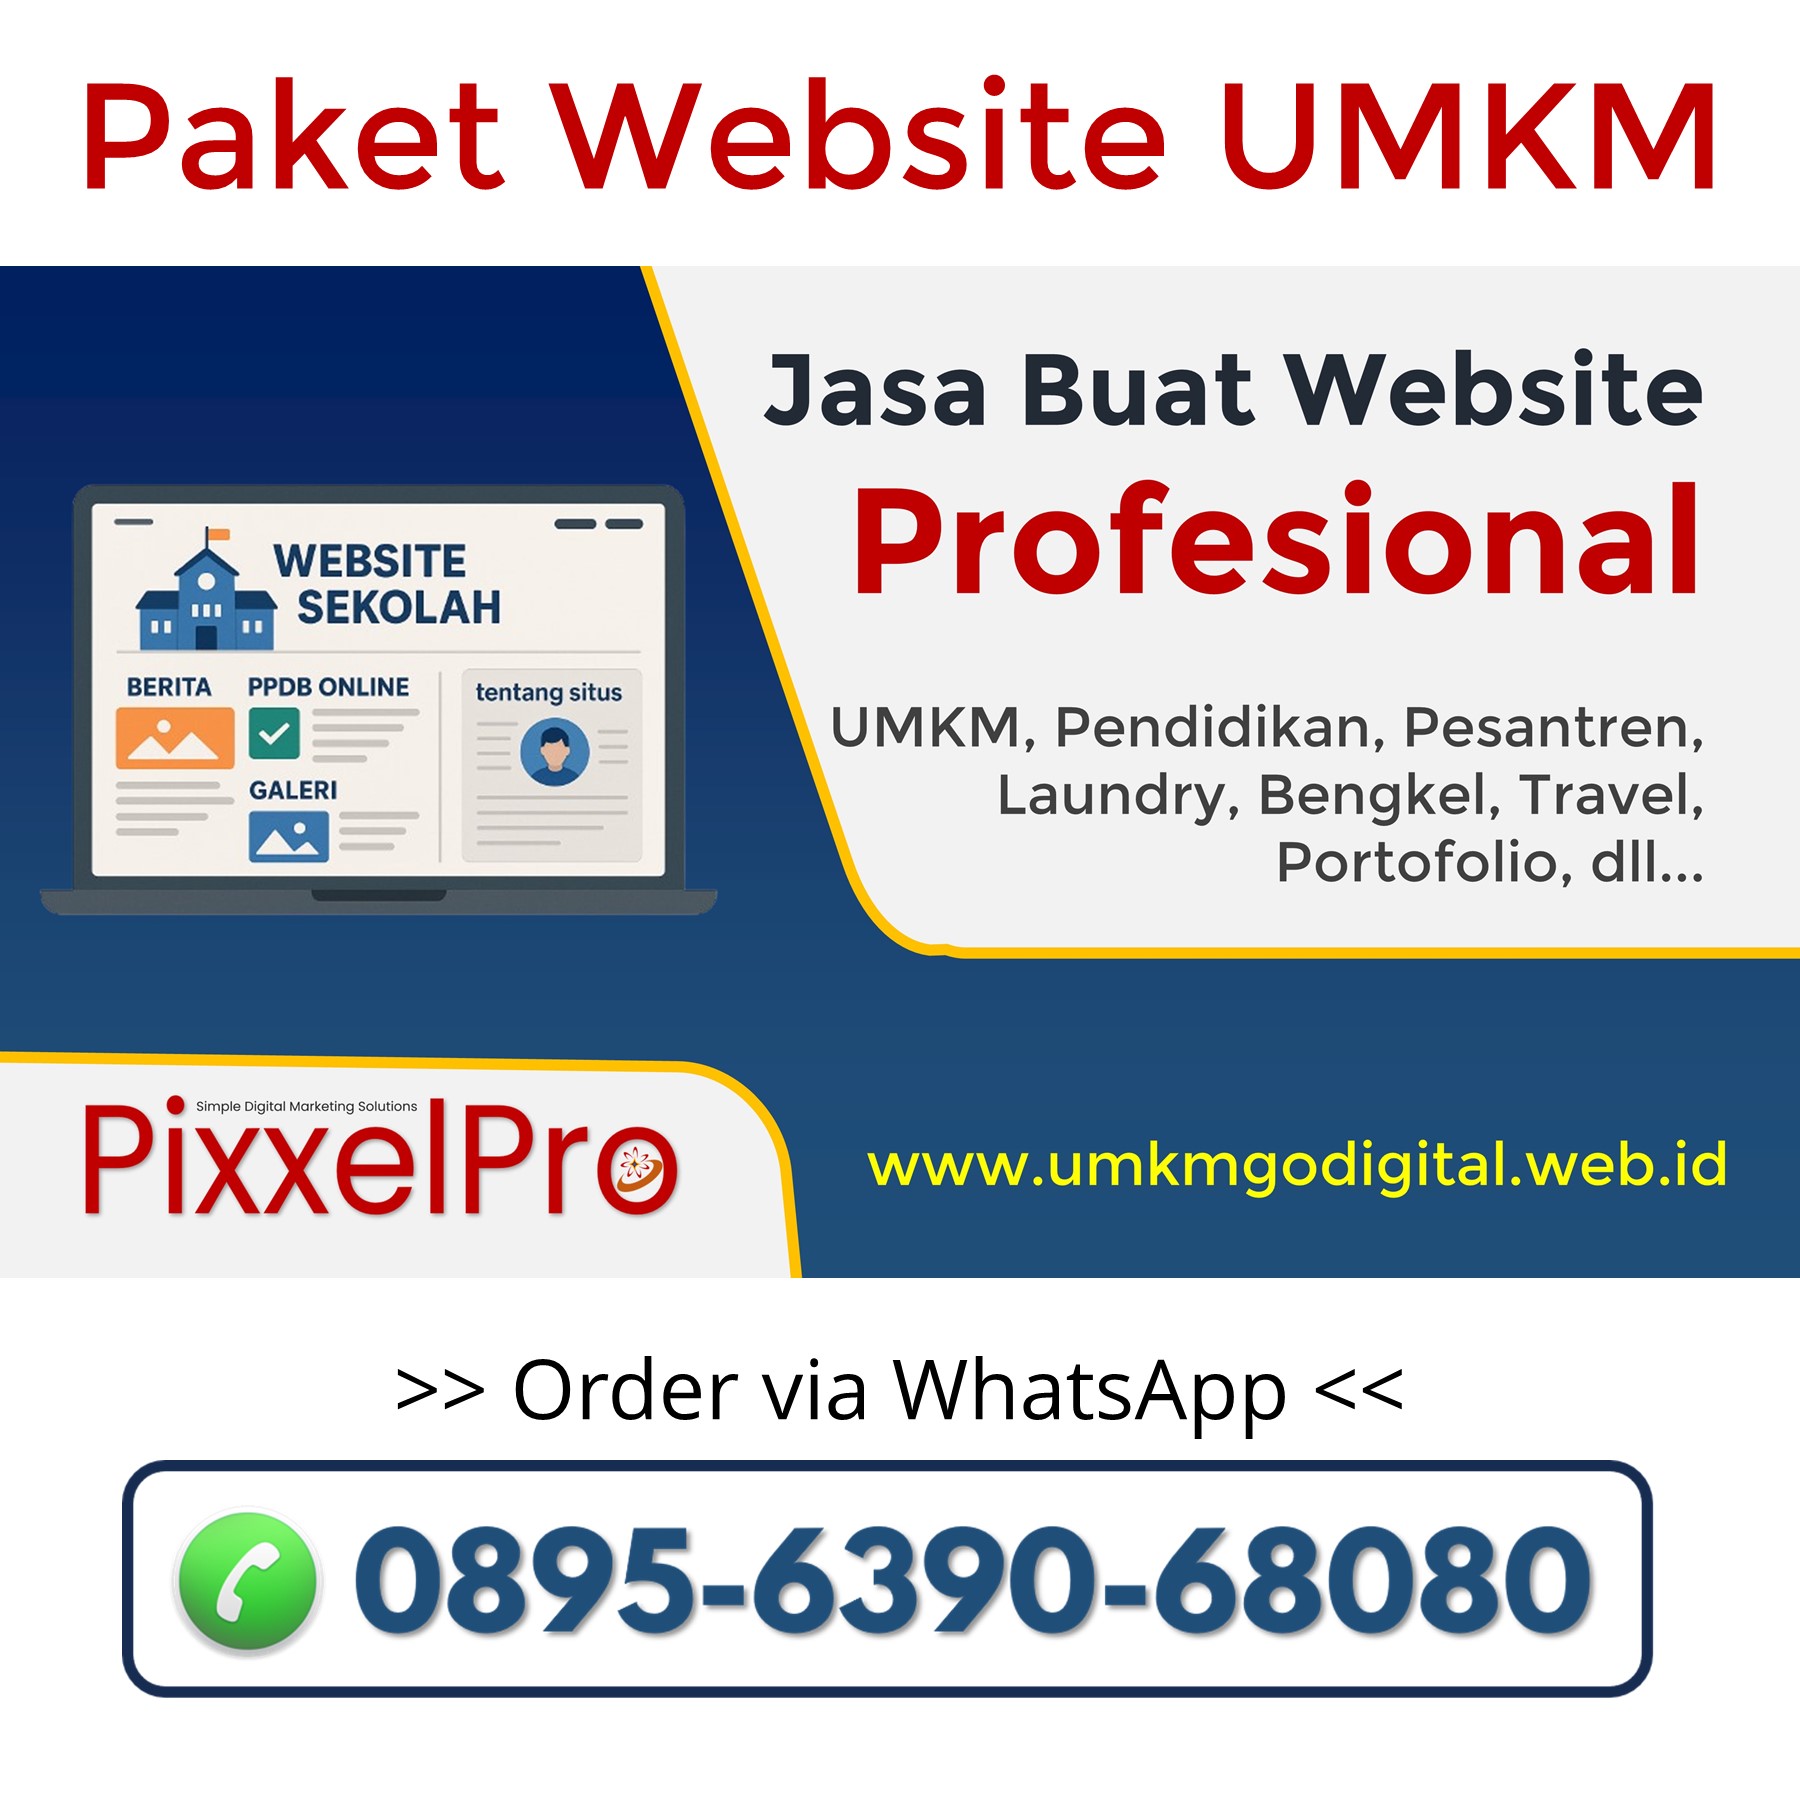 Paket Website UMKM
Jasa Buat Website
Profesional
WEBSITE
SEKOLAH
BERITA
PPDB ONLINE
tentang situs
GALERI
UMKM, Pendidikan, Pesantren,
Laundry, Bengkel, Travel,
Portofolio, dll...
Simple Digital Marketing Solutions
PixxelPro
www.umkmgodigital.web.id
>> Order via WhatsApp <<
0895-6390-68080